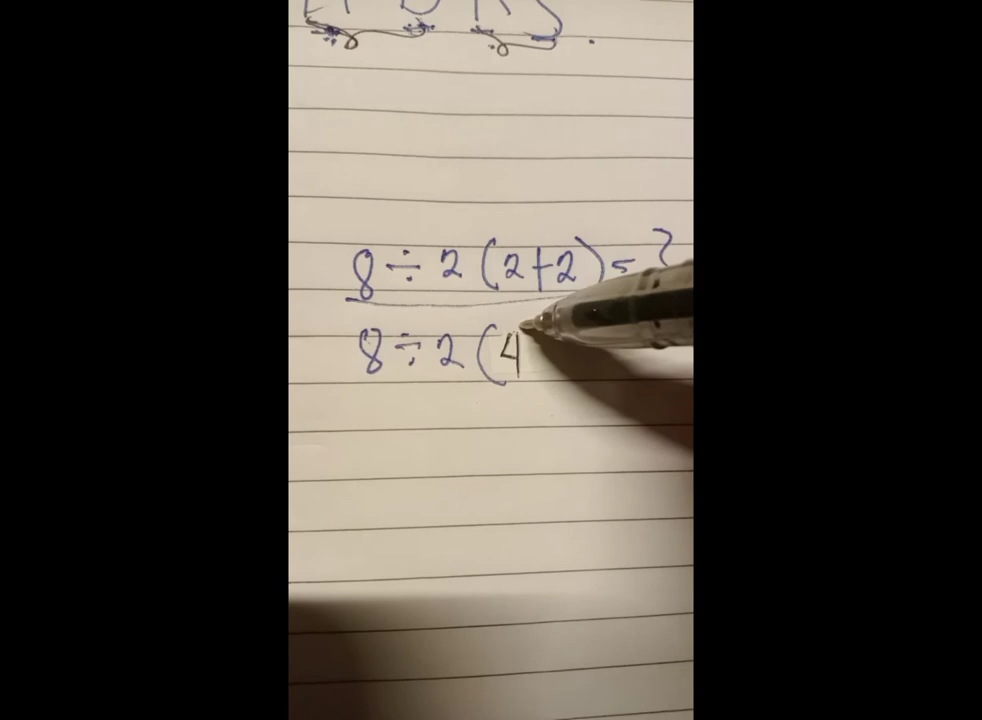 8 ÷ 2 (2+2) = ?
8 ÷ 2 (4